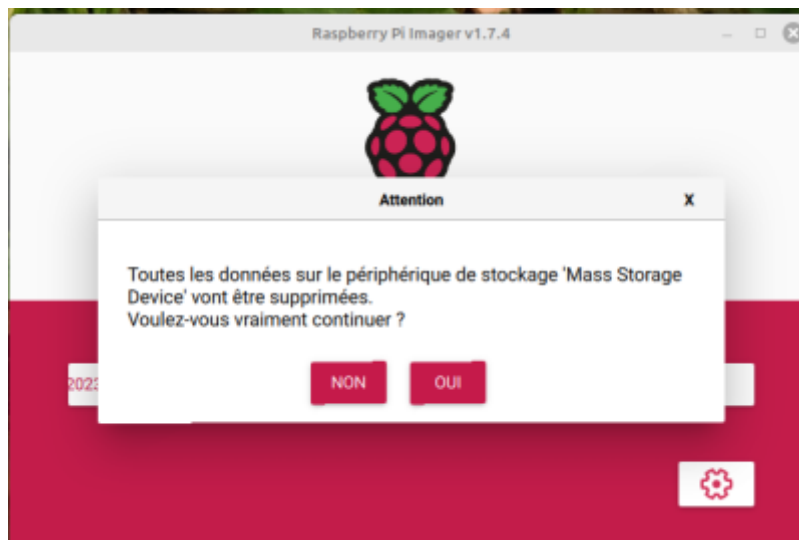 Raspberry Pi Imager v1.7.4
Attention
X
Toutes les données sur le périphérique de stockage 'Mass Storage
Device' vont être supprimées.
Voulez-vous vraiment continuer ?
NON
OUI
2023